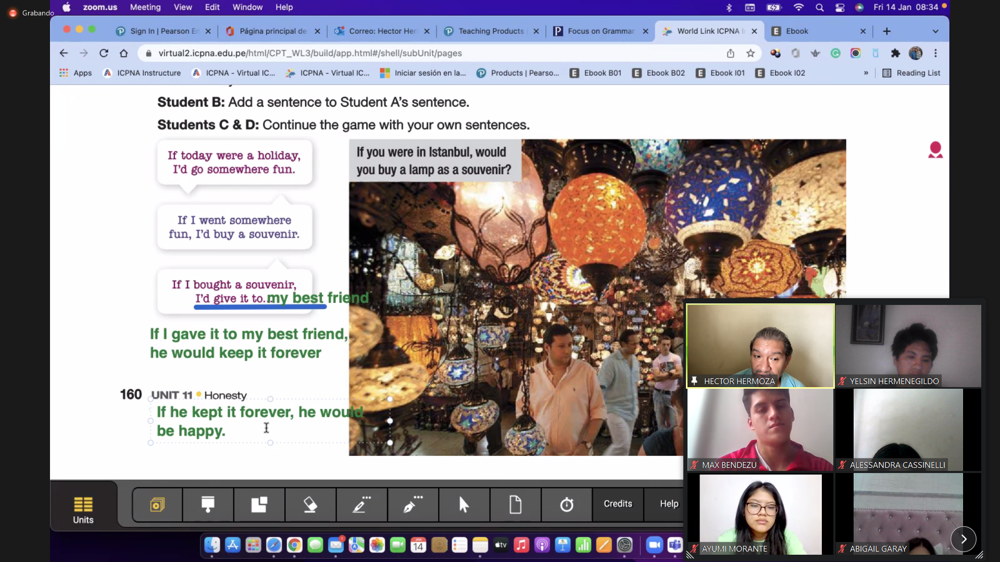 Grabando
zoom.us Meeting View Edit Window Help
Fri 14 Jan 08:34
Sign In | Pearson En
Página principal de
Correo: Hector Her
Teaching Products
Focus on Grammar
World Link ICPNA I
Ebook
virtual2.icpna.edu.pe/html/CPT_WL3/build/app.html#/shell/subUnit/pages
Apps
ICPNA Instructure
ICPNA - Virtual IC...
ICPNA - Virtual IC...
Iniciar sesión en la...
Products | Pearso...
Ebook B01
Ebook B02
Ebook I01
Ebook I02
»
Reading List
Student B: Add a sentence to Student A's sentence.
Students C & D: Continue the game with your own sentences.
If today were a holiday,
I'd go somewhere fun.
If I went somewhere
fun, I'd buy a souvenir.
If I bought a souvenir,
I'd give it to... my best friend
If I gave it to my best friend,
he would keep it forever
160 UNIT 11 • Honesty
If he kept it forever, he would
be happy.
If you were in Istanbul, would
you buy a lamp as a souvenir?
HECTOR HERMOZA
YELSIN HERMENEGILDO
MAX BENDEZU
ALESSANDRA CASSINELLI
AYUMI MORANTE
ABIGAIL GARAY
Units
Credits
Help
JAN
14
tv